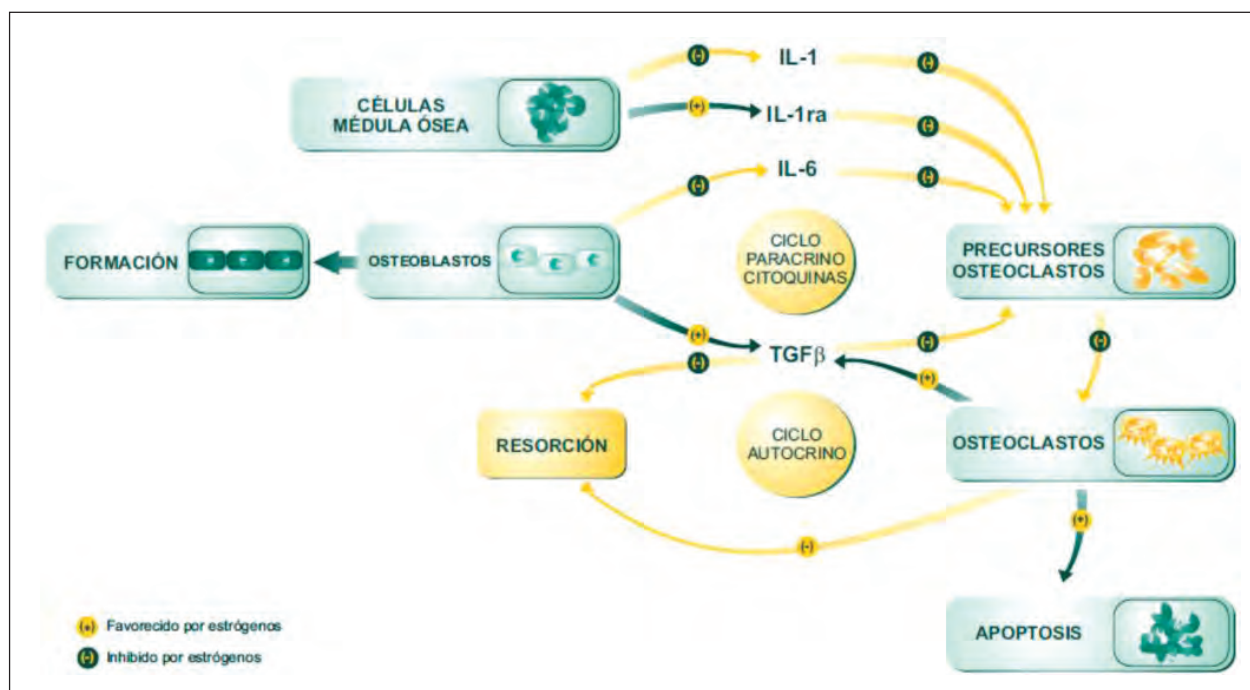 (-)
IL-1
(-)
CÉLULAS
MÉDULA ÓSEA
(+)
IL-1ra
(-)
(-)
IL-6
(-)
FORMACIÓN
OSTEOBLASTOS
CICLO
PARACRINO
CITOQUINAS
PRECURSORES
OSTEOCLASTOS
(+)
TGFβ
(-)
(-)
(-)
(+)
RESORCIÓN
CICLO
AUTOCRINO
OSTEOCLASTOS
(+)
(-)
APOPTOSIS
(+) Favorecido por estrógenos
(-) Inhibido por estrógenos